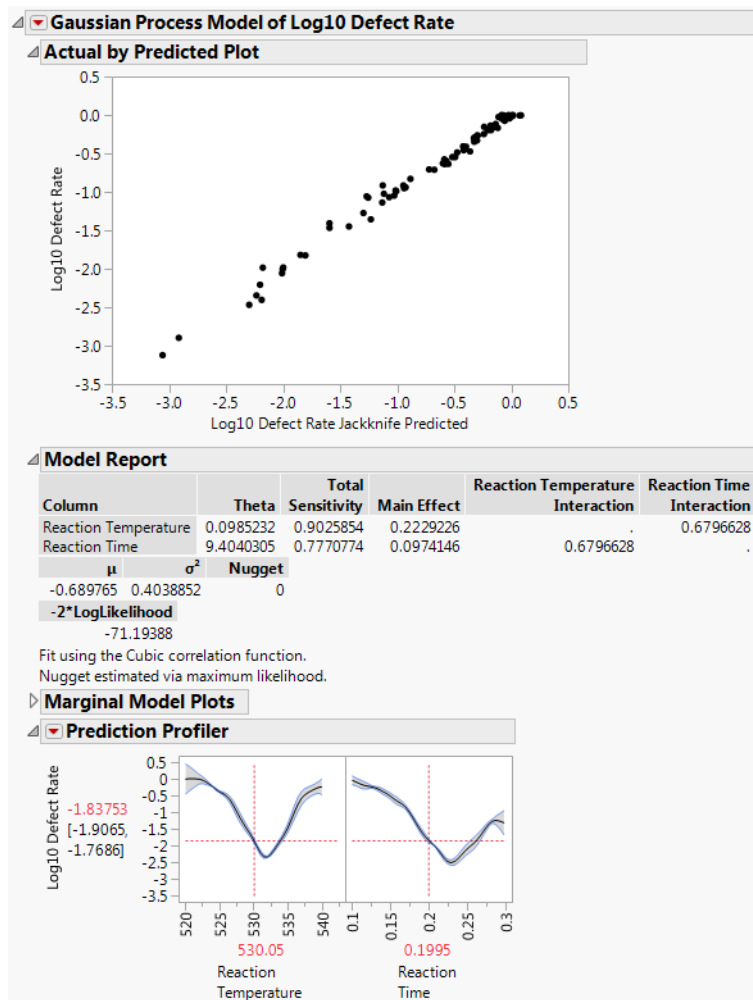 Gaussian Process Model of Log10 Defect Rate
Actual by Predicted Plot
0.5
0.0
-0.5
-1.0
-1.5
-2.0
-2.5
-3.0
-3.5
Log10 Defect Rate
-3.5 -3.0 -2.5 -2.0 -1.5 -1.0 -0.5 0.0 0.5
Log10 Defect Rate Jackknife Predicted
Model Report
Total Reaction Temperature Reaction Time
Column Theta Sensitivity Main Effect Interaction Interaction
Reaction Temperature 0.0985232 0.9025854 0.2229226 . 0.6796628
Reaction Time 9.4040305 0.7770774 0.0974146 0.6796628 .
μ σ² Nugget
-0.689765 0.4038852 0
-2*LogLikelihood
-71.19388
Fit using the Cubic correlation function.
Nugget estimated via maximum likelihood.
Marginal Model Plots
Prediction Profiler
Log10 Defect Rate
-1.83753
[-1.9065,
-1.7686]
0.5
0
-0.5
-1
-1.5
-2
-2.5
-3
-3.5
520 525 530 535 540 0.1 0.15 0.2 0.25 0.3
530.05 0.1995
Reaction Reaction
Temperature Time